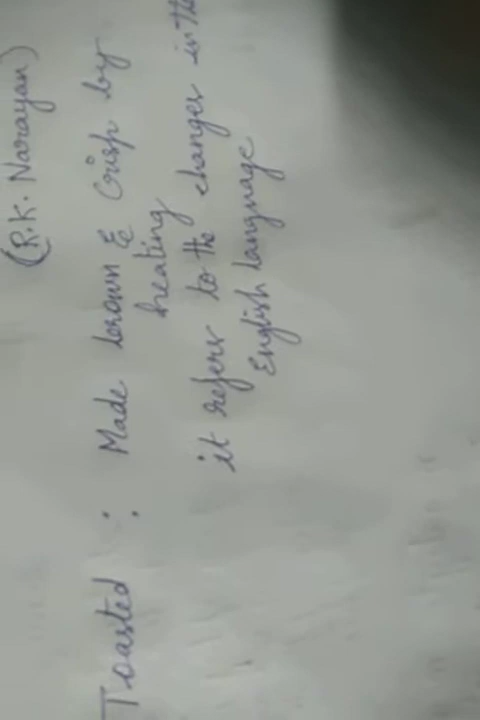 (R.K. Narayan)
Toasted : Made brown & Crisp by
heating
it refers to the changes in the
English language